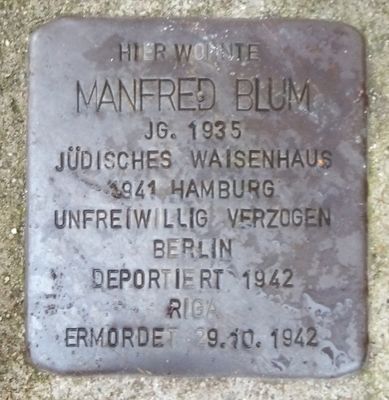 HIER WOHNTE
MANFRED BLUM
JG. 1935
JÜDISCHES WAISENHAUS
1941 HAMBURG
UNFREIWILLIG VERZOGEN
BERLIN
DEPORTIERT 1942
RIGA
ERMORDET 29.10.1942